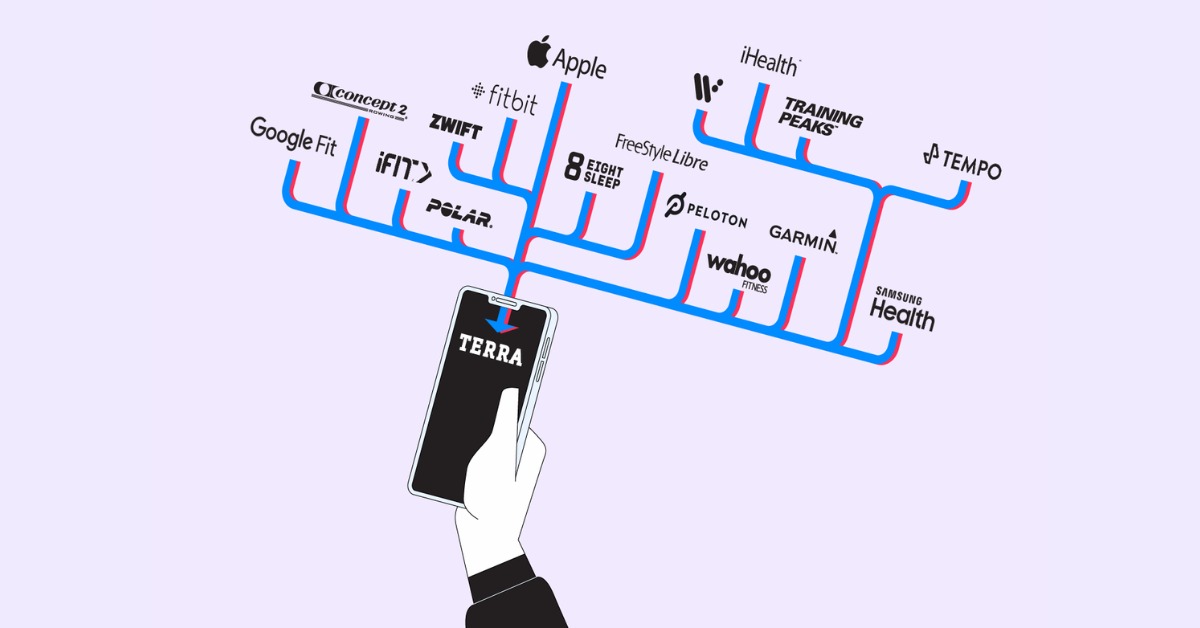 Apple
iHealth
fitbit
concept 2
ROWING
ZWIFT
TRAINING
PEAKS
Google Fit
iFIT
FreeStyle Libre
TEMPO
8 EIGHT
SLEEP
POLAR
PELOTON
GARMIN
wahoo
FITNESS
SAMSUNG
Health
TERRA